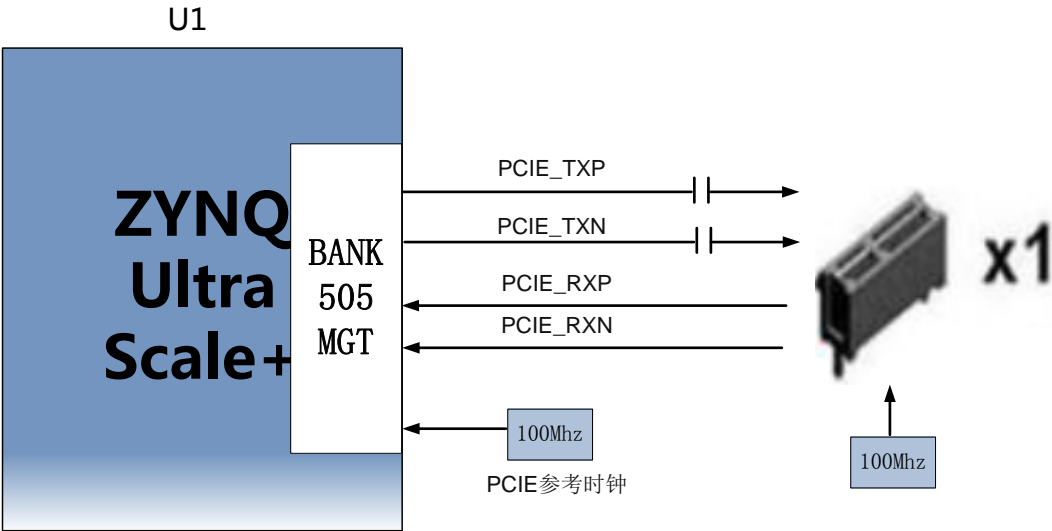 U1
ZYNQ
Ultra
Scale+
BANK
505
MGT
PCIE_TXP
PCIE_TXN
PCIE_RXP
PCIE_RXN
x1
100Mhz
PCIE参考时钟
100Mhz